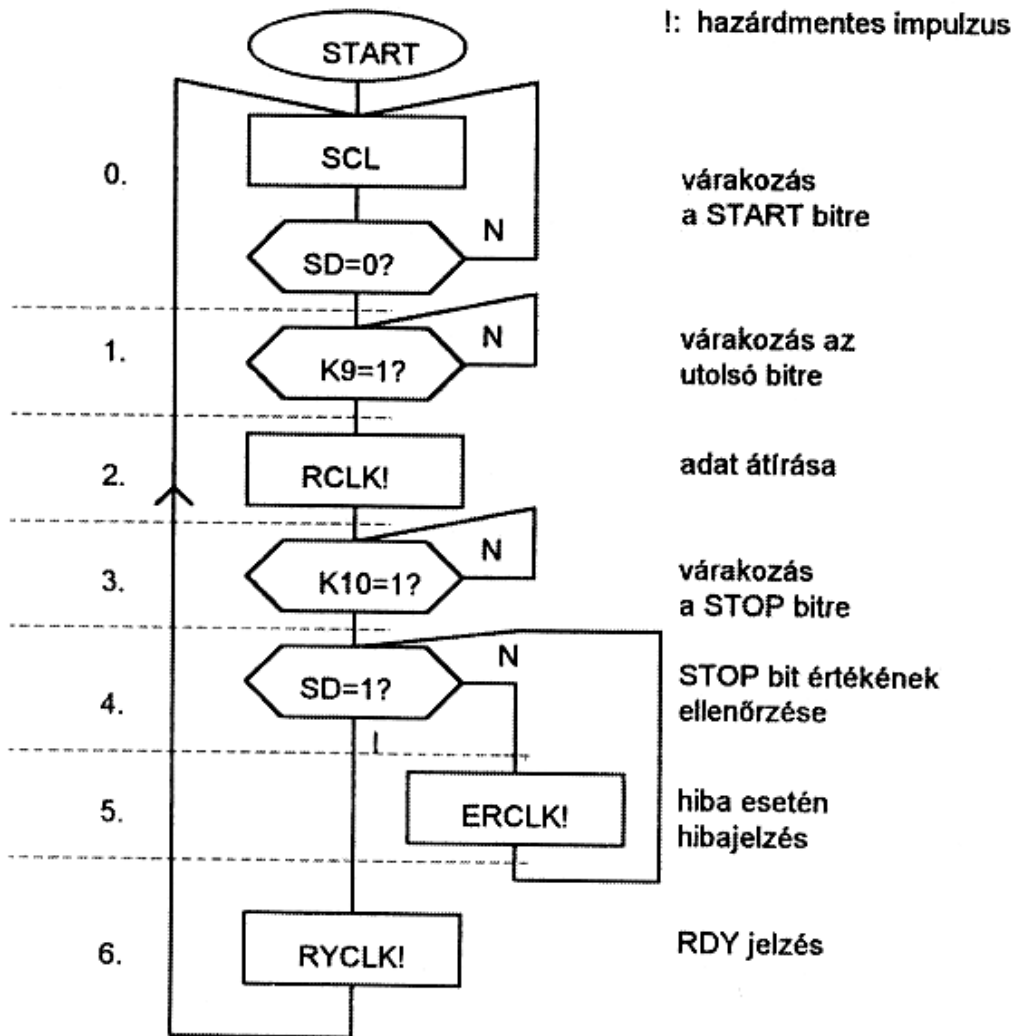 !: hazárdmentes impulzus
START
0.
SCL
várakozás
a START bitre
SD=0?
N
1.
K9=1?
N
várakozás az
utolsó bitre
2.
RCLK!
adat átírása
3.
K10=1?
N
várakozás
a STOP bitre
4.
SD=1?
N
I
STOP bit értékének
ellenőrzése
5.
ERCLK!
hiba esetén
hibajelzés
6.
RYCLK!
RDY jelzés